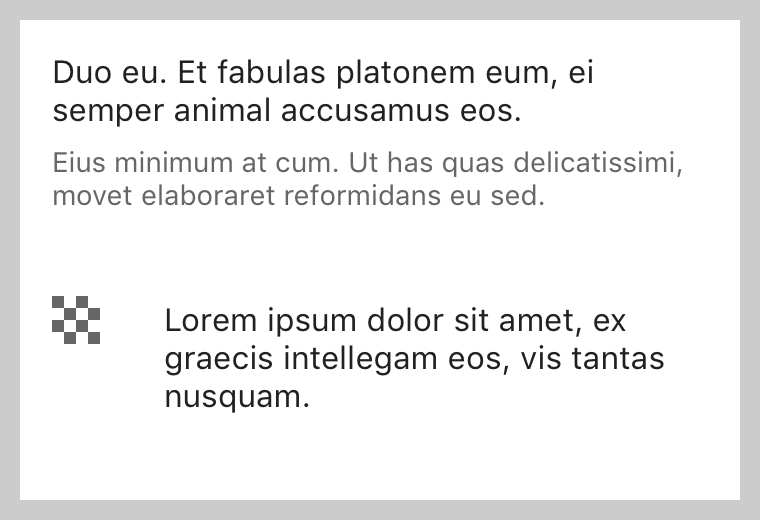 Duo eu. Et fabulas platonem eum, ei
semper animal accusamus eos.
Eius minimum at cum. Ut has quas delicatissimi,
movet elaboraret reformidans eu sed.
Lorem ipsum dolor sit amet, ex
graecis intellegam eos, vis tantas
nusquam.